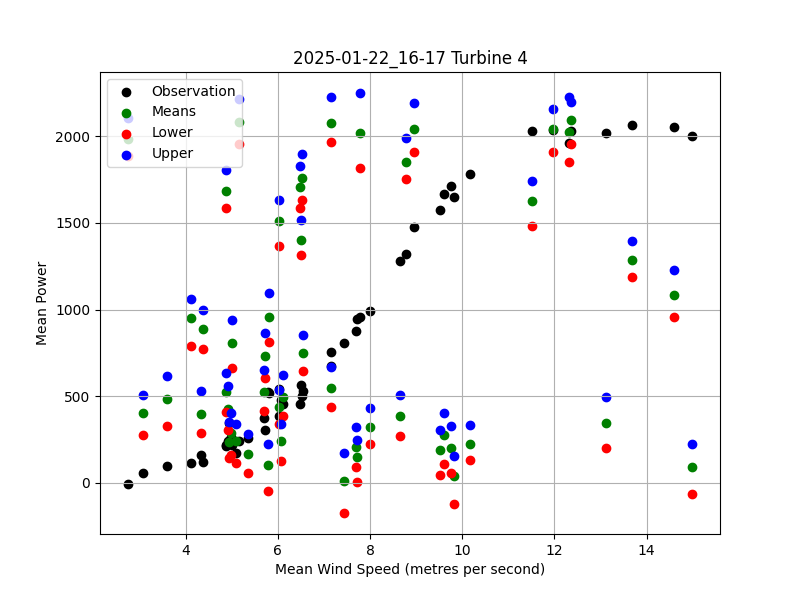 2025-01-22_16-17 Turbine 4
Observation
Means
Lower
Upper
2000
1500
1000
500
0
Mean Power
4 6 8 10 12 14
Mean Wind Speed (metres per second)